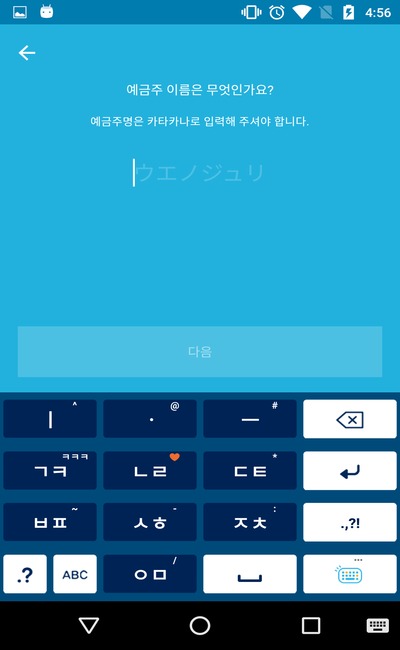 4:56
예금주 이름은 무엇인가요?
예금주명은 카타카나로 입력해 주셔야 합니다.
ウエノジュリ
다음
ㅣ ^ · @ ㅡ #
ㄱㅋ ㅋㅋㅋ ㄴㄹ ㄷㅌ *
ㅂㅍ ~ ㅅㅎ - ㅈㅊ : .,?!
.? ABC ㅇㅁ / ...